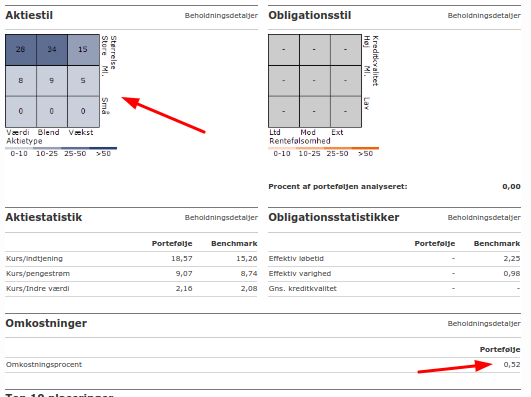 Aktiestil Beholdningsdetaljer
28 34 15 Store
8 9 5 Ml.
0 0 0 Små
Størrelse
Værdi Blend Vækst
Aktietype
0-10 10-25 25-50 >50
Obligationsstil Beholdningsdetaljer
- - - Høj
- - - Ml.
- - - Lav
Kreditkvalitet
Ltd Mod Ext
Rentefølsomhed
0-10 10-25 25-50 >50
Procent af porteføljen analyseret: 0,00
Aktiestatistik Beholdningsdetaljer
Portefølje Benchmark
Kurs/indtjening 18,57 15,26
Kurs/pengestrøm 9,07 8,74
Kurs/Indre værdi 2,16 2,08
Obligationsstatistikker Beholdningsdetaljer
Portefølje Benchmark
Effektiv løbetid - 2,25
Effektiv varighed - 0,98
Gns. kreditkvalitet - -
Omkostninger Beholdningsdetaljer
Portefølje
Omkostningsprocent 0,52
Top 10 placeringer